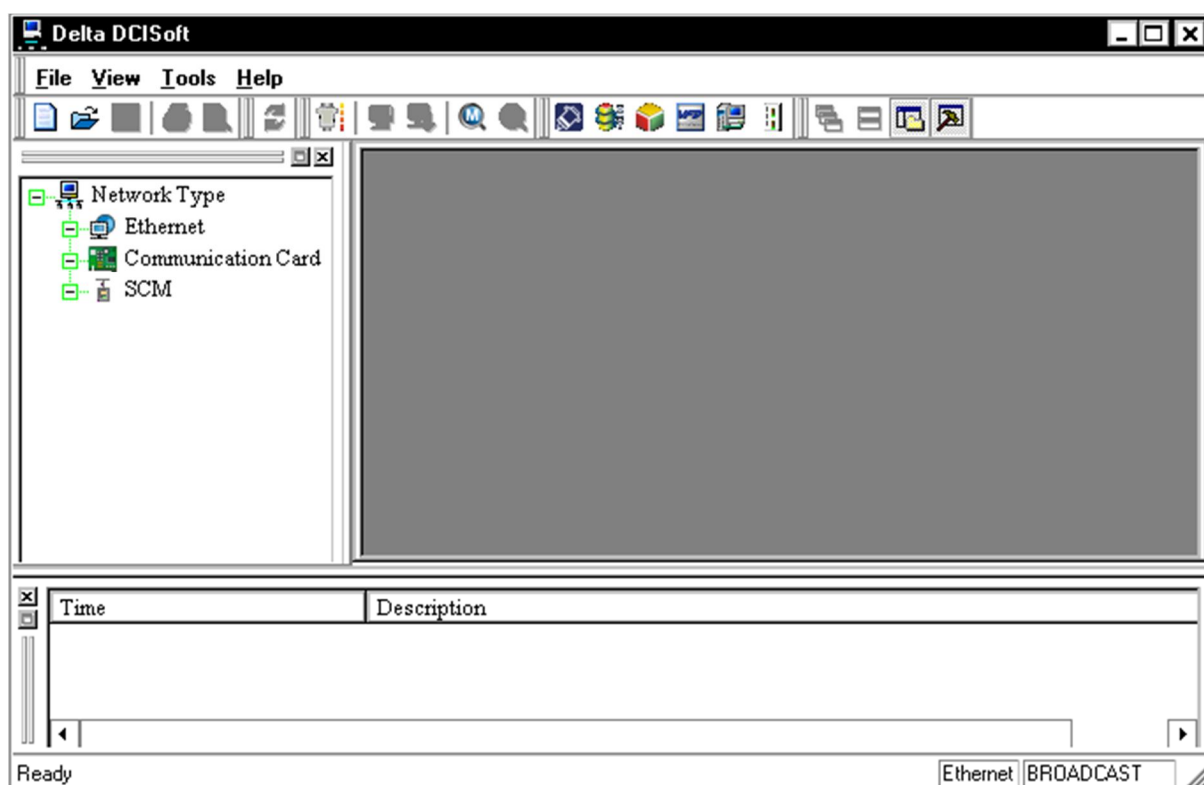 Delta DCISoft
File View Tools Help
Network Type
Ethernet
Communication Card
SCM
Time Description
Ready Ethernet BROADCAST